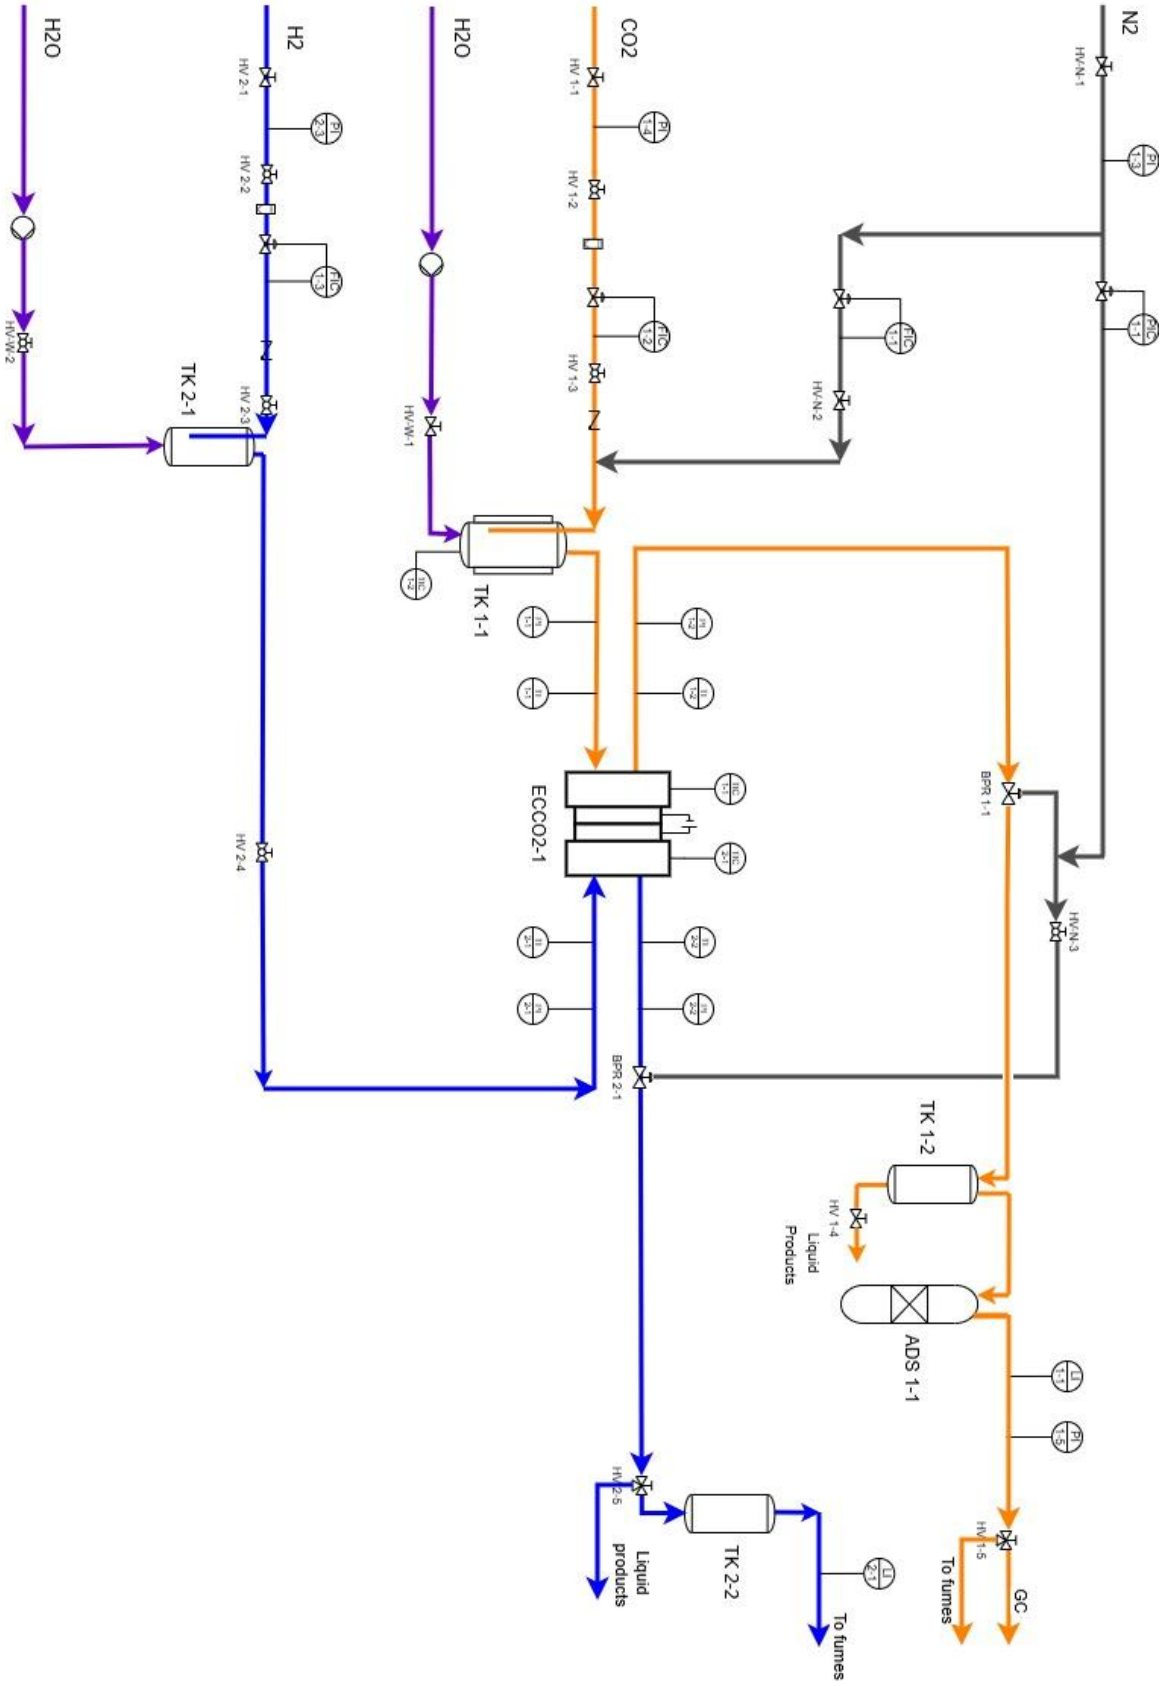 N2
HV-N-1
PI
1-3
PIC
1-1
FIC
1-1
HV-N-2
CO2
HV 1-1
PI
1-4
HV 1-2
FIC
1-2
HV 1-3
H2O
HV-W-1
H2
HV 2-1
PI
2-3
HV 2-2
FIC
1-3
HV 2-3
H2O
HV-W-2
TK 2-1
TK 1-1
TIC
1-2
PI
1-1
PI
1-2
TI
1-1
TI
1-2
ECCO2-1
TIC
1-1
TIC
2-1
BPR 1-1
HV-N-3
HV 2-4
TI
2-1
TI
2-2
PI
2-1
PI
2-2
BPR 2-1
TK 1-2
HV 1-4
Liquid
Products
ADS 1-1
LI
1-1
PI
1-5
HV 1-5
To fumes
GC
HV 2-5
Liquid
products
TK 2-2
LI
2-1
To fumes